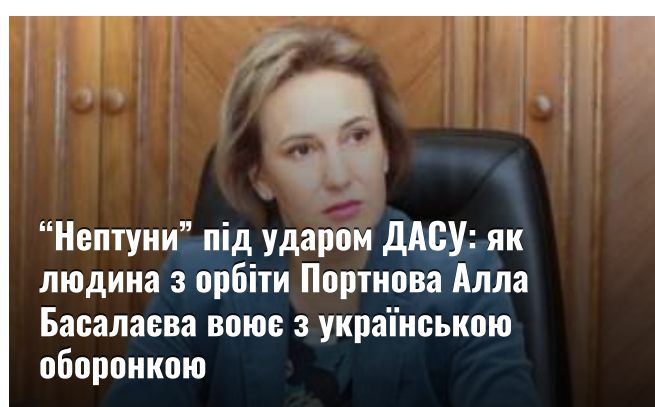 “Нептуни” під ударом ДАСУ: як
людина з орбіти Портнова Алла
Басалаєва воює з українською
оборонкою